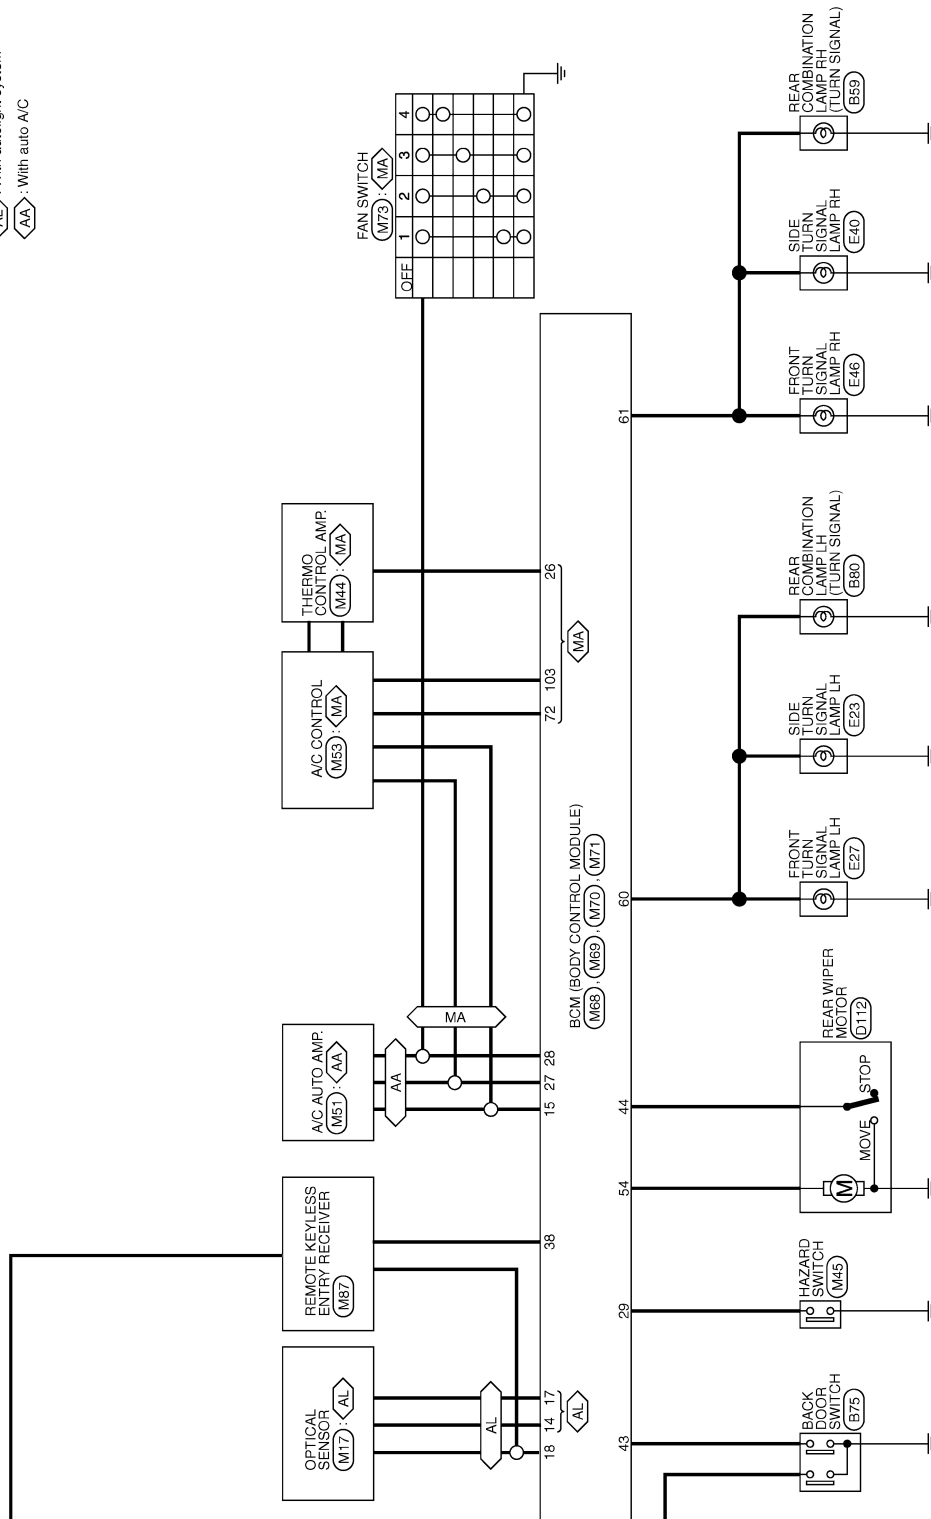 : With auto A/C
AA
FAN SWITCH
M73 : MA
OFF 1 2 3 4
THERMO
CONTROL AMP.
M44 : MA
A/C CONTROL
M53 : MA
A/C AUTO AMP.
M51 : AA
REMOTE KEYLESS
ENTRY RECEIVER
M87
OPTICAL
SENSOR
M17 : AL
AL
AA
MA
18 14 17 38 15 27 28 72 103 26
AL
MA
BCM (BODY CONTROL MODULE)
M68 , M69 , M70 , M71
43 29 54 44 60 61
BACK
DOOR
SWITCH
B75
HAZARD
SWITCH
M45
REAR WIPER
MOTOR
D112
M
MOVE
STOP
FRONT
TURN
SIGNAL
LAMP LH
E27
SIDE
TURN
SIGNAL
LAMP LH
E23
REAR
COMBINATION
LAMP LH
(TURN SIGNAL)
B80
FRONT
TURN
SIGNAL
LAMP RH
E46
SIDE
TURN
SIGNAL
LAMP RH
E40
REAR
COMBINATION
LAMP RH
(TURN SIGNAL)
B59